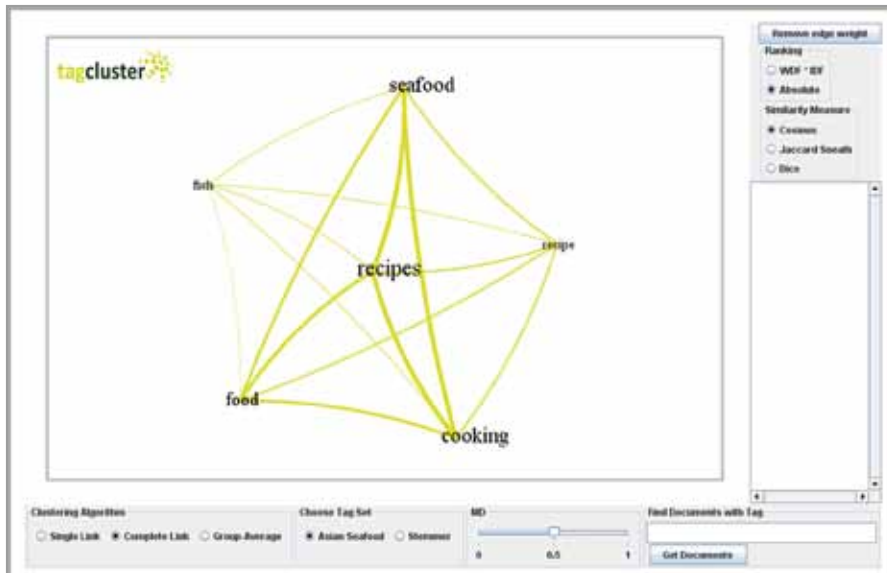 tagcluster
seafood
fish
recipe
recipes
food
cooking
Remove edge weight
Ranking
WDF * IDF
Absolute
Similarity Measure
Cosinus
Jaccard Sneath
Dice
Clustering Algorithm
Single Link Complete Link Group-Average
Choose Tag Set
Asian Seafood Stemmer
MD
0 0.5 1
Find Documents with Tag
Get Documents